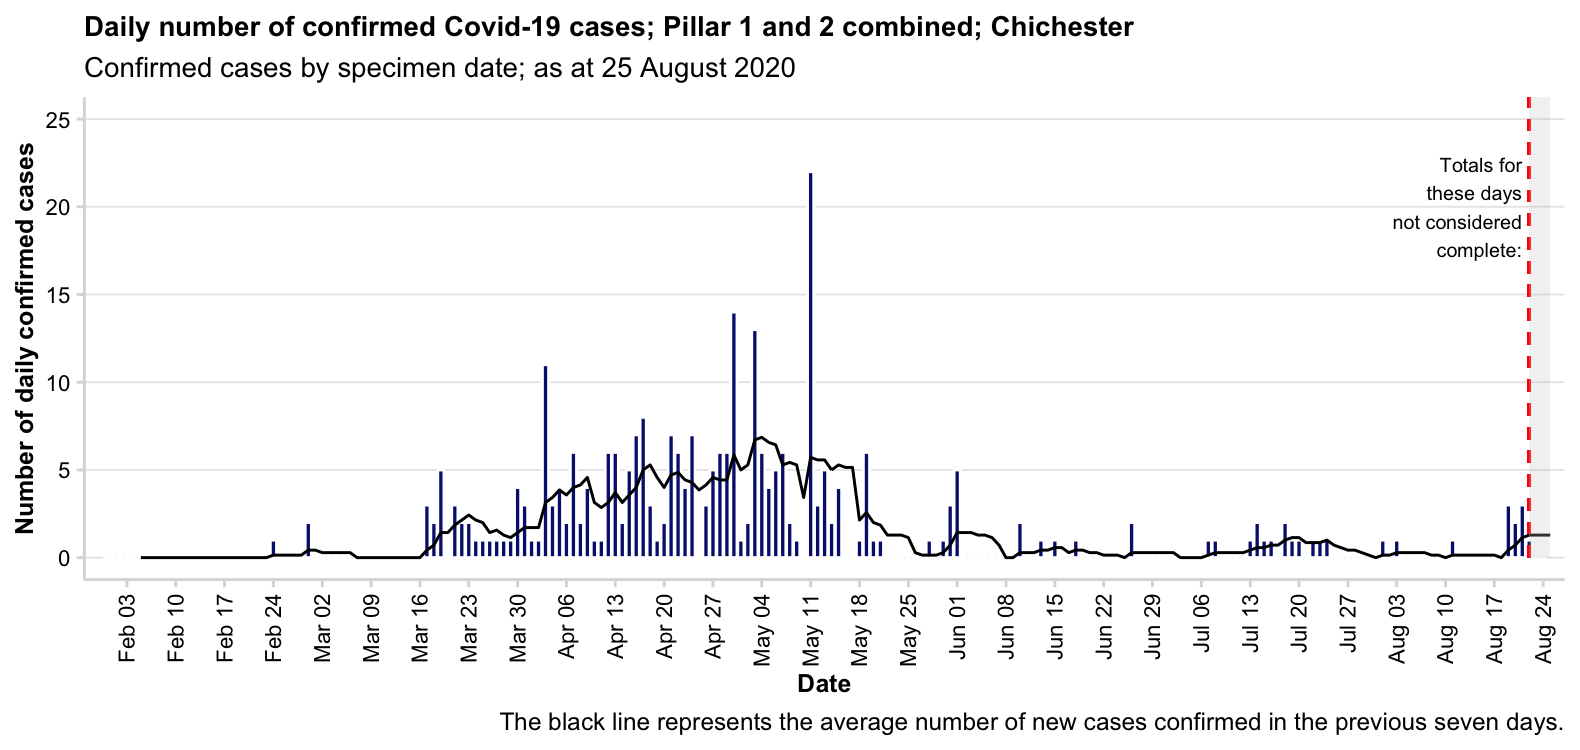 Daily number of confirmed Covid-19 cases; Pillar 1 and 2 combined; Chichester
Confirmed cases by specimen date; as at 25 August 2020
Number of daily confirmed cases
25
20
15
10
5
0
Totals for
these days
not considered
complete:
Feb 03
Feb 10
Feb 17
Feb 24
Mar 02
Mar 09
Mar 16
Mar 23
Mar 30
Apr 06
Apr 13
Apr 20
Apr 27
May 04
May 11
May 18
May 25
Jun 01
Jun 08
Jun 15
Jun 22
Jun 29
Jul 06
Jul 13
Jul 20
Jul 27
Aug 03
Aug 10
Aug 17
Aug 24
Date
The black line represents the average number of new cases confirmed in the previous seven days.